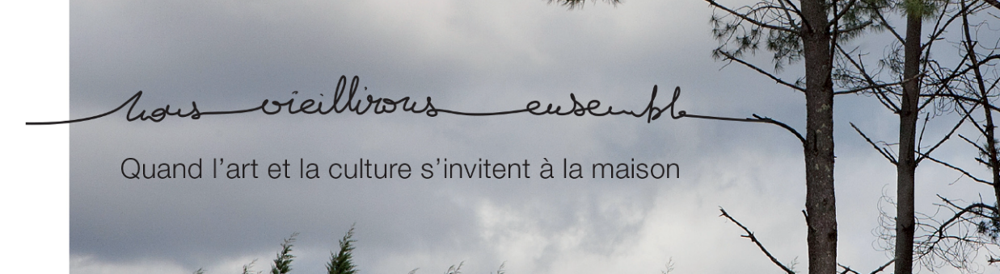 nous vieillirons ensemble
Quand l’art et la culture s’invitent à la maison